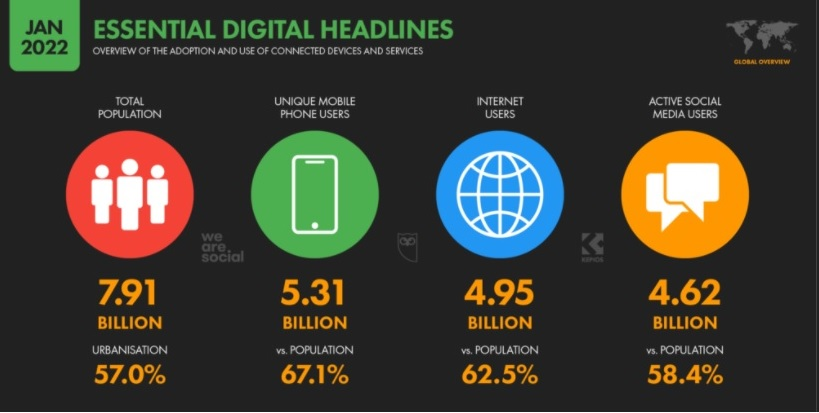 JAN
2022
ESSENTIAL DIGITAL HEADLINES
OVERVIEW OF THE ADOPTION AND USE OF CONNECTED DEVICES AND SERVICES
GLOBAL OVERVIEW
TOTAL
POPULATION
UNIQUE MOBILE
PHONE USERS
INTERNET
USERS
ACTIVE SOCIAL
MEDIA USERS
we
are.
social
KEPIOS
7.91
BILLION
5.31
BILLION
4.95
BILLION
4.62
BILLION
URBANISATION
57.0%
vs. POPULATION
67.1%
vs. POPULATION
62.5%
vs. POPULATION
58.4%